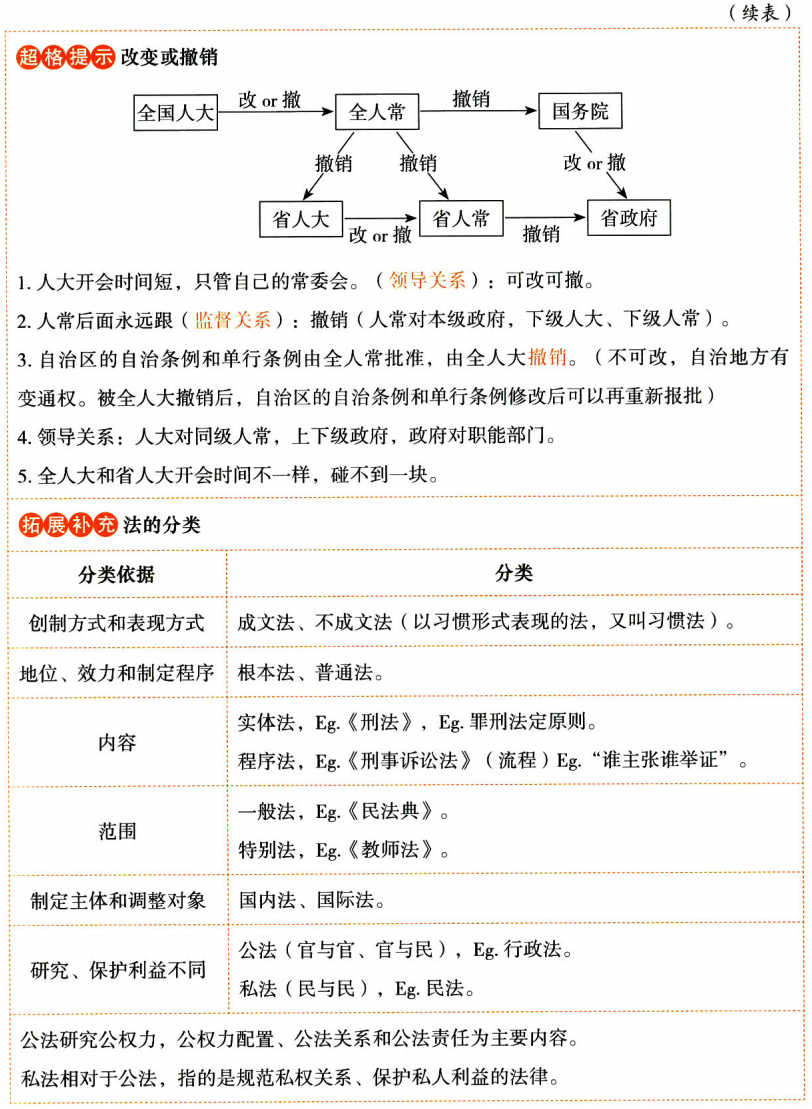 （续表）
超格提示 改变或撤销
全国人大 改 or 撤 全人常 撤销 国务院
撤销 撤销 改 or 撤
省人大 改 or 撤 省人常 撤销 省政府
1. 人大开会时间短，只管自己的常委会。（领导关系）：可改可撤。
2. 人常后面永远跟（监督关系）：撤销（人常对本级政府，下级人大、下级人常）。
3. 自治区的自治条例和单行条例由全人常批准，由全人大撤销。（不可改，自治地方有
变通权。被全人大撤销后，自治区的自治条例和单行条例修改后可以再重新报批）
4. 领导关系：人大对同级人常，上下级政府，政府对职能部门。
5. 全人大和省人大开会时间不一样，碰不到一块。
拓展补充 法的分类
分类依据 分类
创制方式和表现方式 成文法、不成文法（以习惯形式表现的法，又叫习惯法）。
地位、效力和制定程序 根本法、普通法。
内容
实体法，Eg.《刑法》，Eg. 罪刑法定原则。
程序法，Eg.《刑事诉讼法》（流程）Eg.“谁主张谁举证”。
范围
一般法，Eg.《民法典》。
特别法，Eg.《教师法》。
制定主体和调整对象 国内法、国际法。
研究、保护利益不同
公法（官与官、官与民），Eg. 行政法。
私法（民与民），Eg. 民法。
公法研究公权力，公权力配置、公法关系和公法责任为主要内容。
私法相对于公法，指的是规范私权关系、保护私人利益的法律。